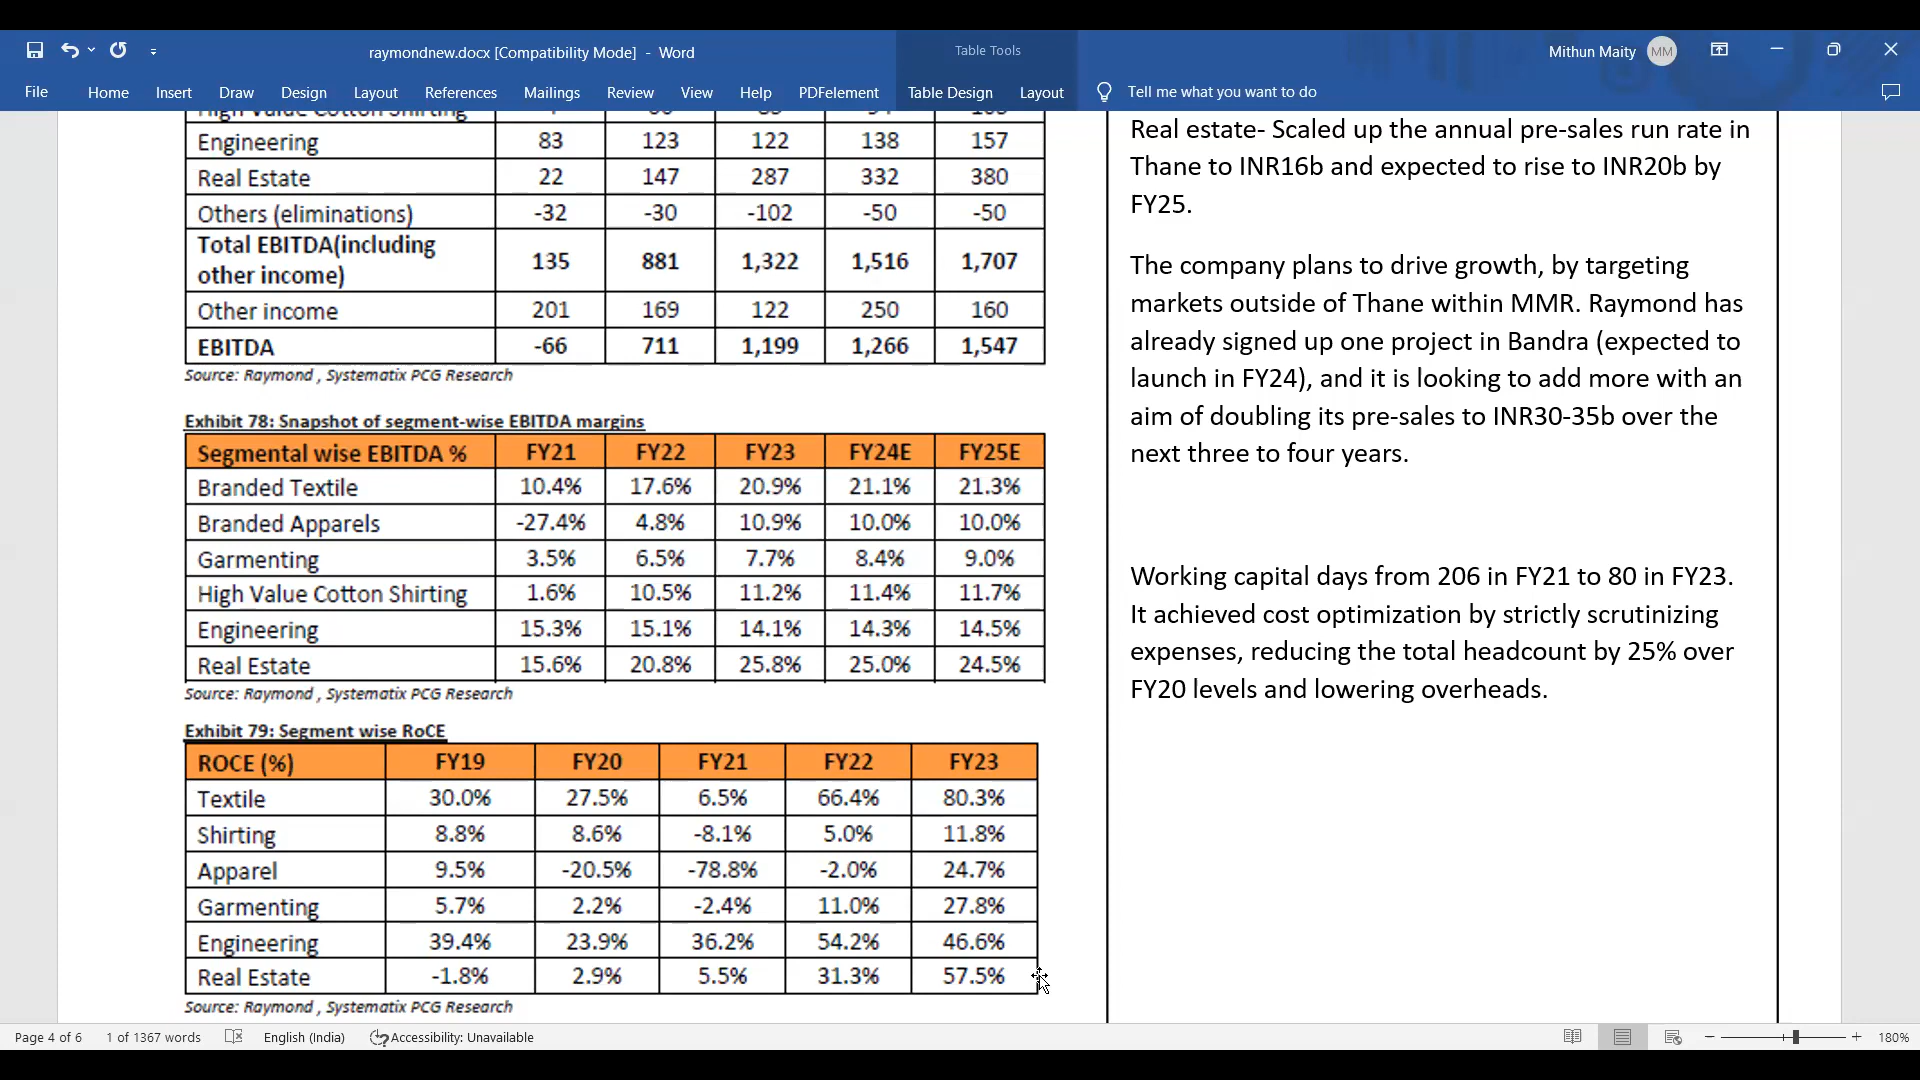 raymondnew.docx [Compatibility Mode] - Word
Table Tools
Mithun Maity MM
File Home Insert Draw Design Layout References Mailings Review View Help PDFelement Table Design Layout Tell me what you want to do
High Value Cotton Shirting
Engineering 83 123 122 138 157
Real Estate 22 147 287 332 380
Others (eliminations) -32 -30 -102 -50 -50
Total EBITDA(including
other income) 135 881 1,322 1,516 1,707
Other income 201 169 122 250 160
EBITDA -66 711 1,199 1,266 1,547
Source: Raymond , Systematix PCG Research
Exhibit 78: Snapshot of segment-wise EBITDA margins
Segmental wise EBITDA % FY21 FY22 FY23 FY24E FY25E
Branded Textile 10.4% 17.6% 20.9% 21.1% 21.3%
Branded Apparels -27.4% 4.8% 10.9% 10.0% 10.0%
Garmenting 3.5% 6.5% 7.7% 8.4% 9.0%
High Value Cotton Shirting 1.6% 10.5% 11.2% 11.4% 11.7%
Engineering 15.3% 15.1% 14.1% 14.3% 14.5%
Real Estate 15.6% 20.8% 25.8% 25.0% 24.5%
Source: Raymond , Systematix PCG Research
Exhibit 79: Segment wise RoCE
ROCE (%) FY19 FY20 FY21 FY22 FY23
Textile 30.0% 27.5% 6.5% 66.4% 80.3%
Shirting 8.8% 8.6% -8.1% 5.0% 11.8%
Apparel 9.5% -20.5% -78.8% -2.0% 24.7%
Garmenting 5.7% 2.2% -2.4% 11.0% 27.8%
Engineering 39.4% 23.9% 36.2% 54.2% 46.6%
Real Estate -1.8% 2.9% 5.5% 31.3% 57.5%
Source: Raymond , Systematix PCG Research
Real estate- Scaled up the annual pre-sales run rate in
Thane to INR16b and expected to rise to INR20b by
FY25.
The company plans to drive growth, by targeting
markets outside of Thane within MMR. Raymond has
already signed up one project in Bandra (expected to
launch in FY24), and it is looking to add more with an
aim of doubling its pre-sales to INR30-35b over the
next three to four years.
Working capital days from 206 in FY21 to 80 in FY23.
It achieved cost optimization by strictly scrutinizing
expenses, reducing the total headcount by 25% over
FY20 levels and lowering overheads.
Page 4 of 6 1 of 1367 words English (India) Accessibility: Unavailable 180%